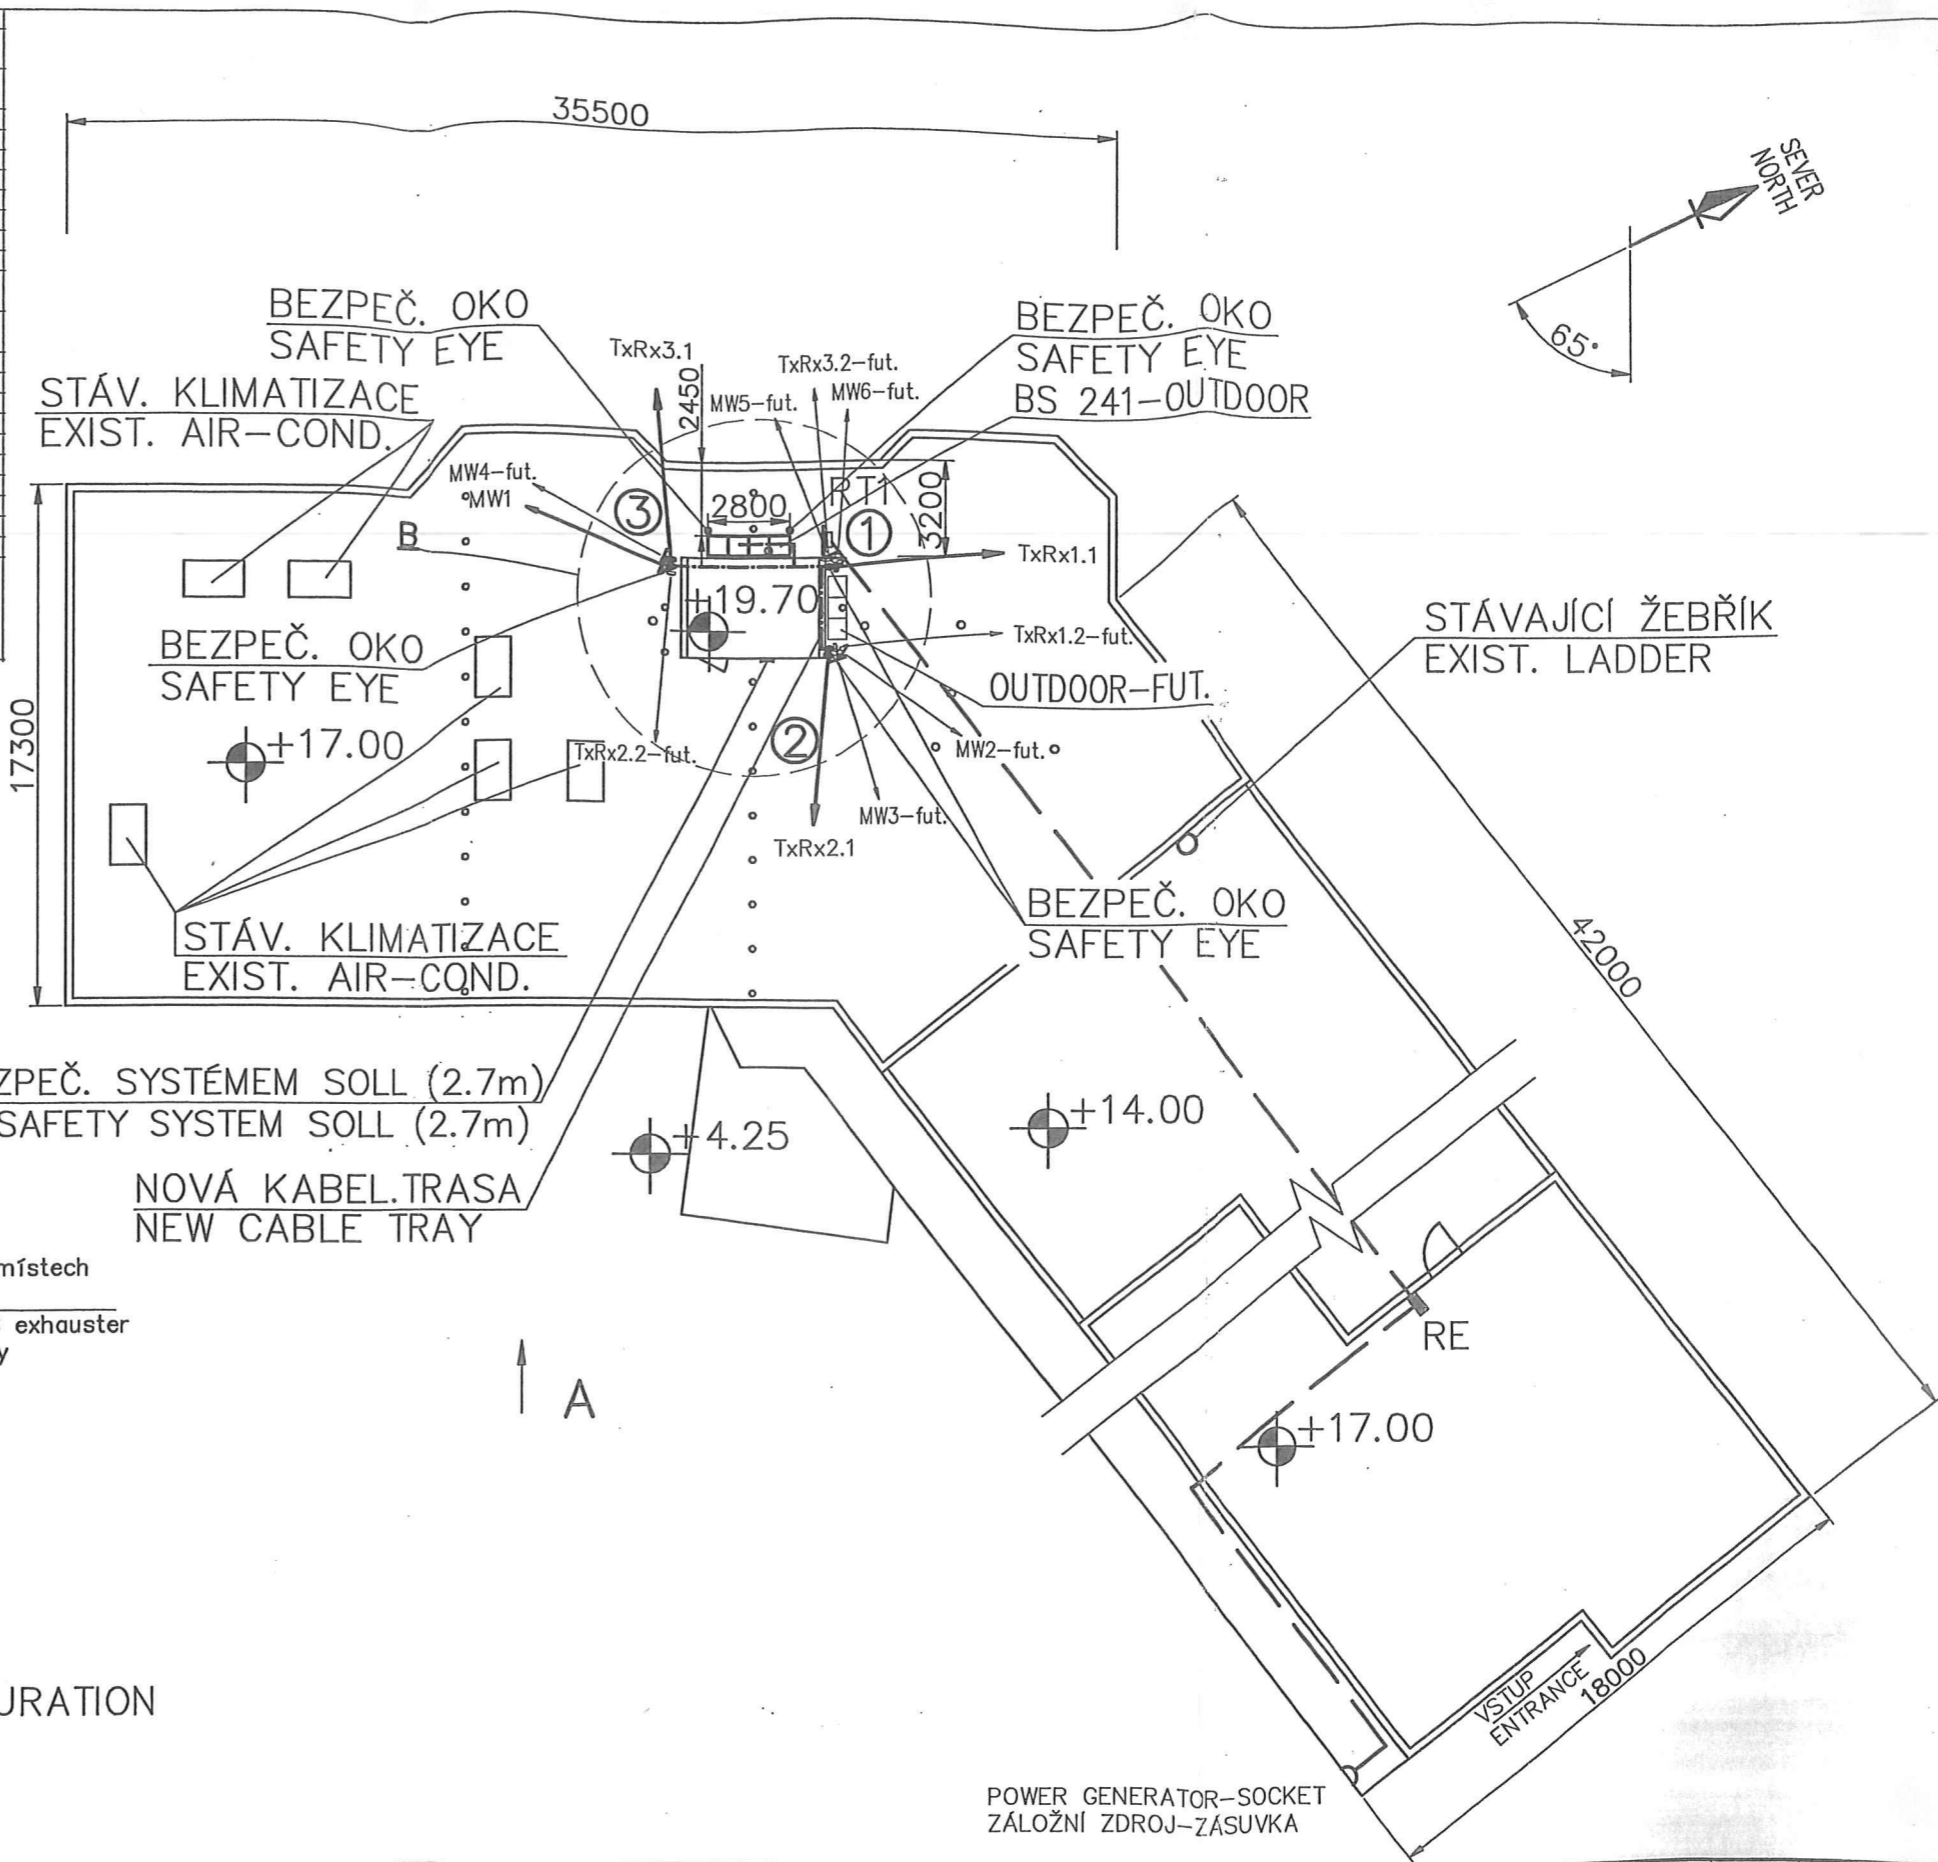 35500
SEVER
NORTH
65°
BEZPEČ. OKO
SAFETY EYE
TxRx3.1
2450
TxRx3.2-fut.
MW5-fut.
MW6-fut.
BEZPEČ. OKO
SAFETY EYE
BS 241-OUTDOOR
STÁV. KLIMATIZACE
EXIST. AIR-COND.
MW4-fut.
MW1
B
3
2800
RT1
1
3200
TxRx1.1
+19.70
TxRx1.2-fut.
STÁVAJÍCÍ ŽEBŘÍK
EXIST. LADDER
BEZPEČ. OKO
SAFETY EYE
OUTDOOR-FUT.
17300
+17.00
TxRx2.2-fut.
2
MW2-fut.
MW3-fut.
TxRx2.1
BEZPEČ. OKO
SAFETY EYE
STÁV. KLIMATIZACE
EXIST. AIR-COND.
42000
ZPEČ. SYSTÉMEM SOLL (2.7m)
SAFETY SYSTEM SOLL (2.7m)
+4.25
+14.00
NOVÁ KABEL.TRASA
NEW CABLE TRAY
místech
exhauster
y
RE
A
+17.00
URATION
VSTUP
ENTRANCE
18000
POWER GENERATOR-SOCKET
ZÁLOŽNÍ ZDROJ-ZÁSUVKA